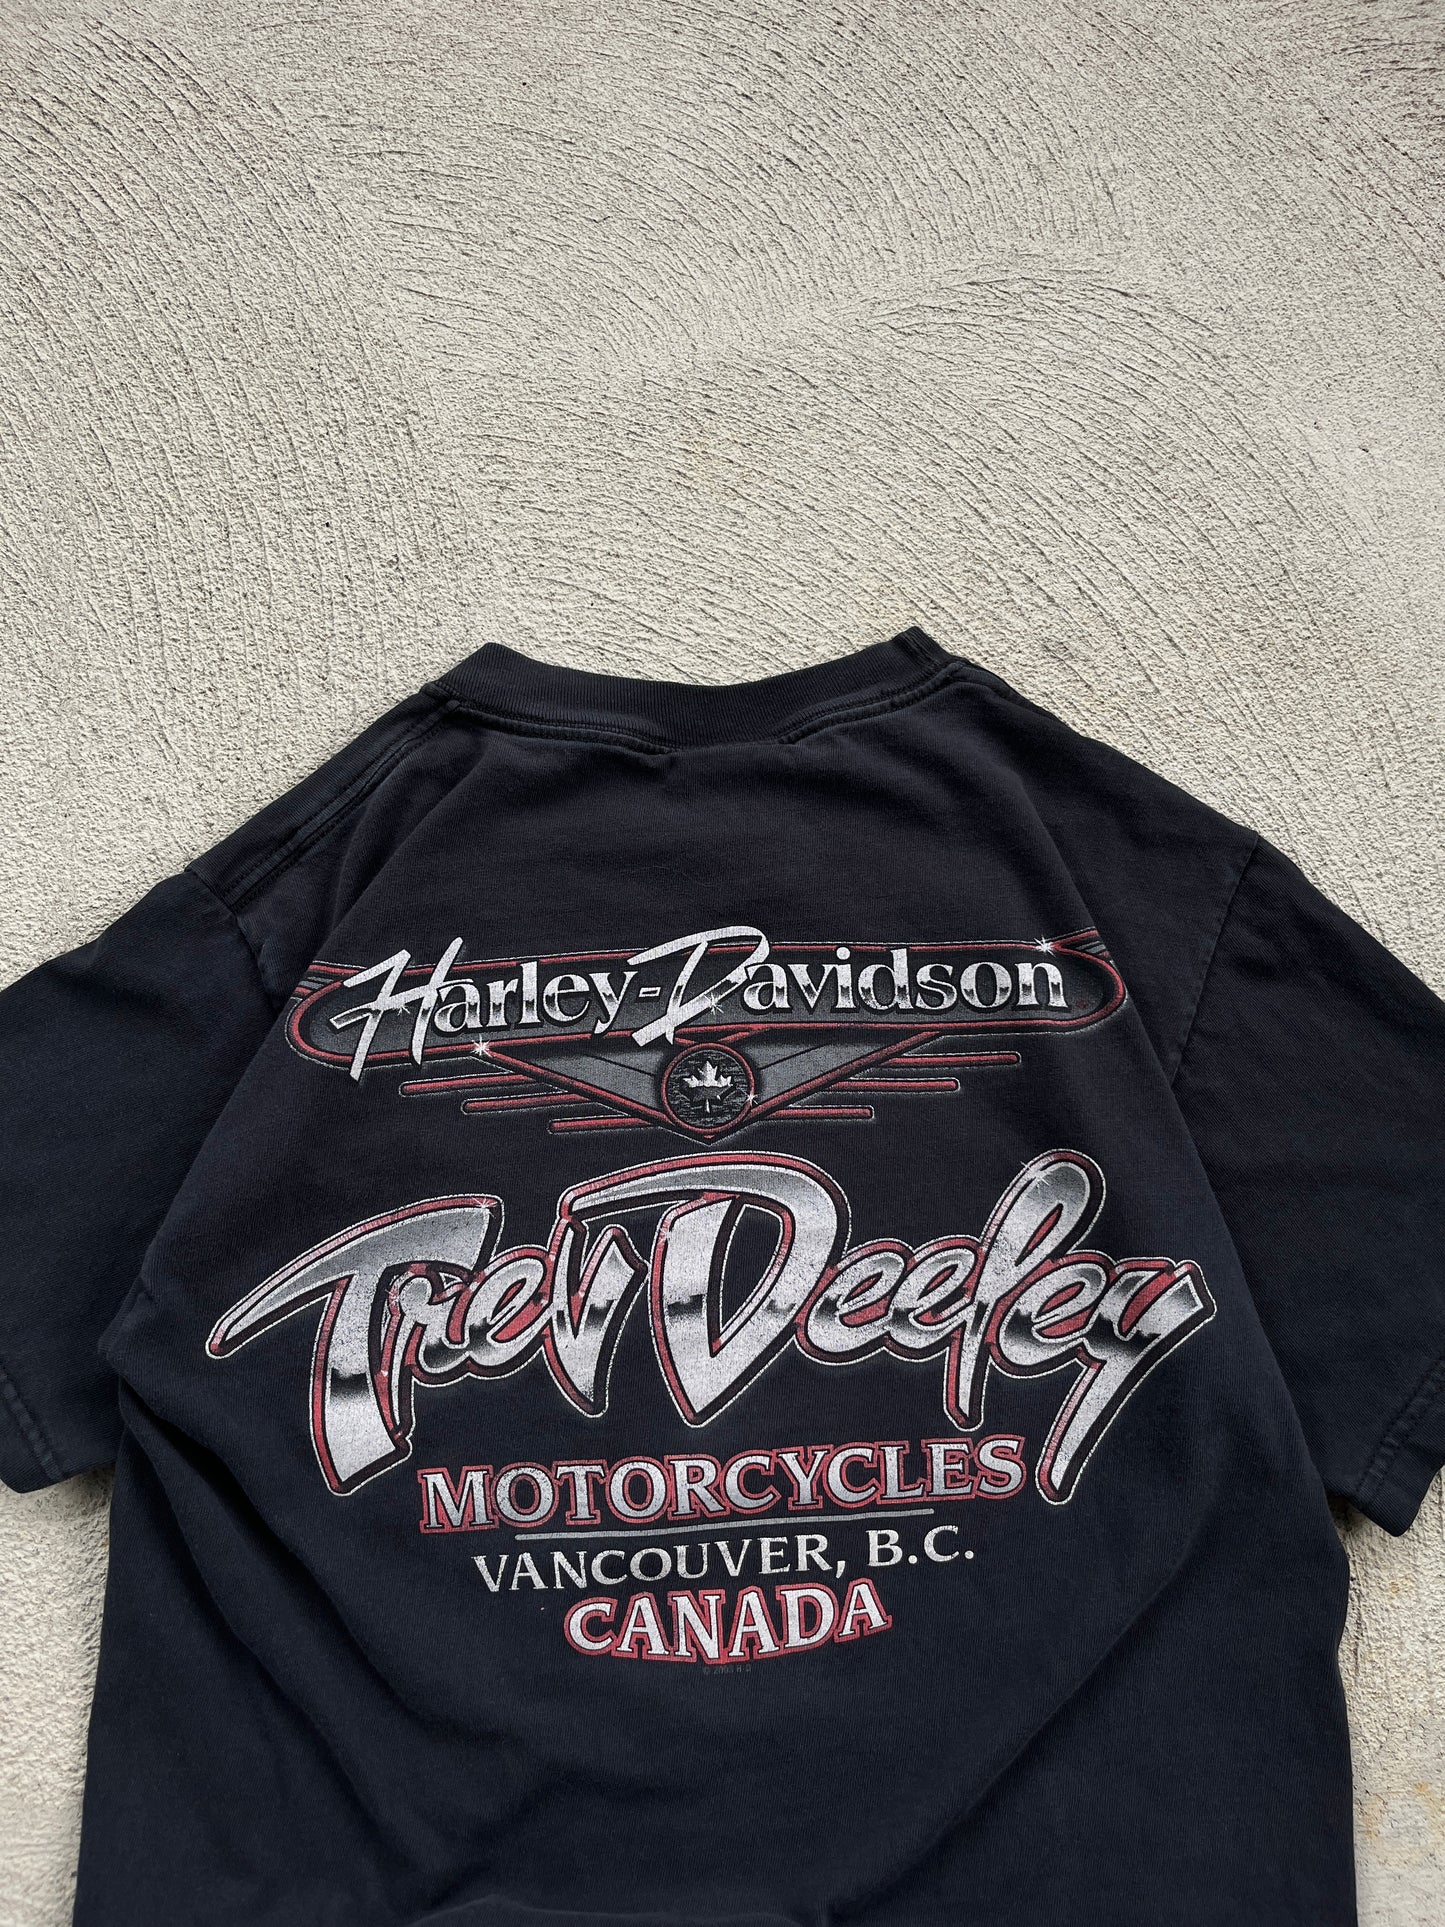 Harley-Davidson
Trev Deeley
MOTORCYCLES
VANCOUVER, B.C.
CANADA